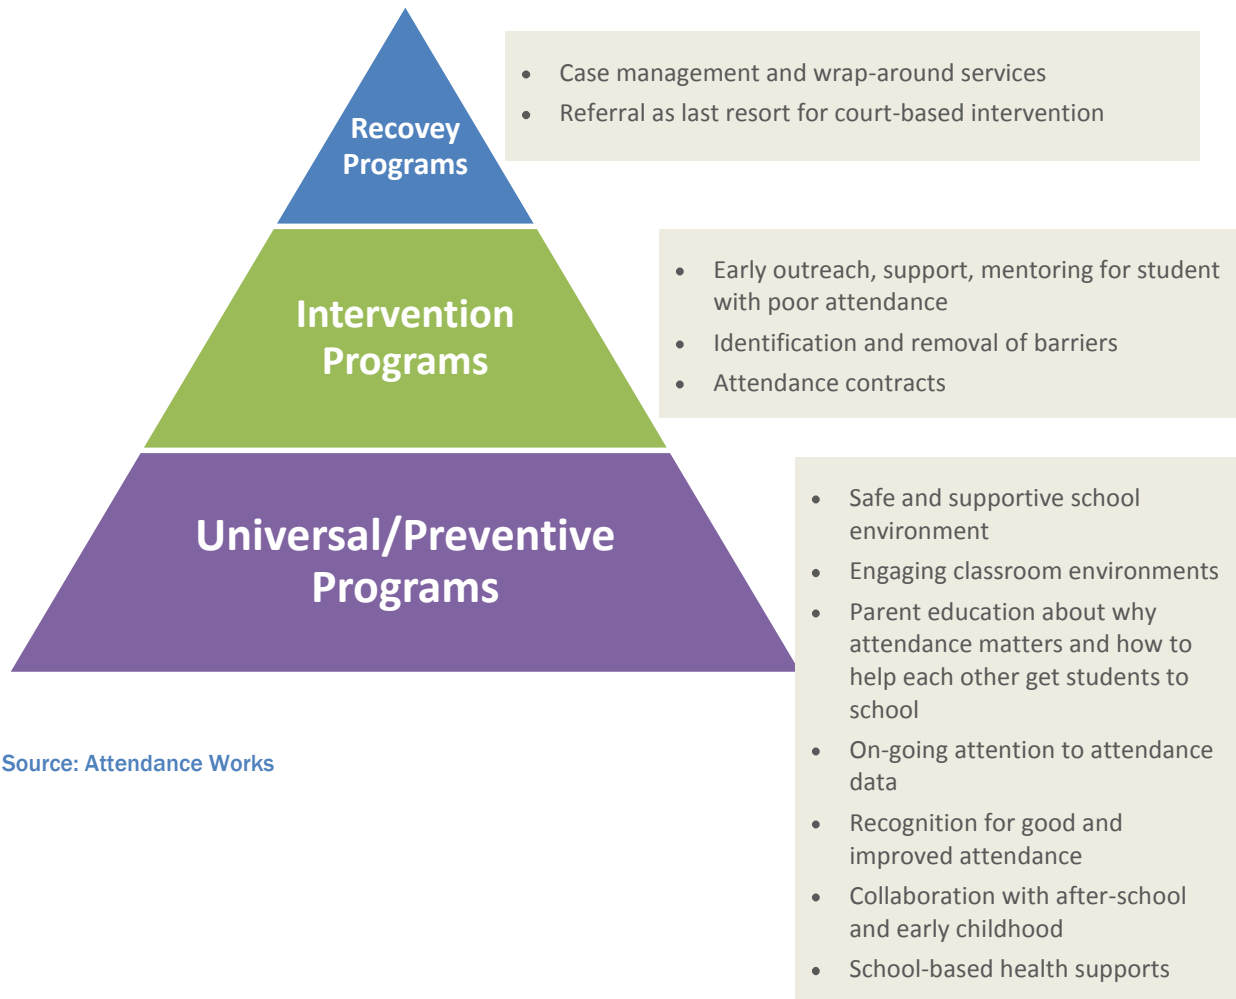 Recovey
Programs
• Case management and wrap-around services
• Referral as last resort for court-based intervention
Intervention
Programs
• Early outreach, support, mentoring for student
with poor attendance
• Identification and removal of barriers
• Attendance contracts
Universal/Preventive
Programs
• Safe and supportive school
environment
• Engaging classroom environments
• Parent education about why
attendance matters and how to
help each other get students to
school
• On-going attention to attendance
data
• Recognition for good and
improved attendance
• Collaboration with after-school
and early childhood
• School-based health supports
Source: Attendance Works